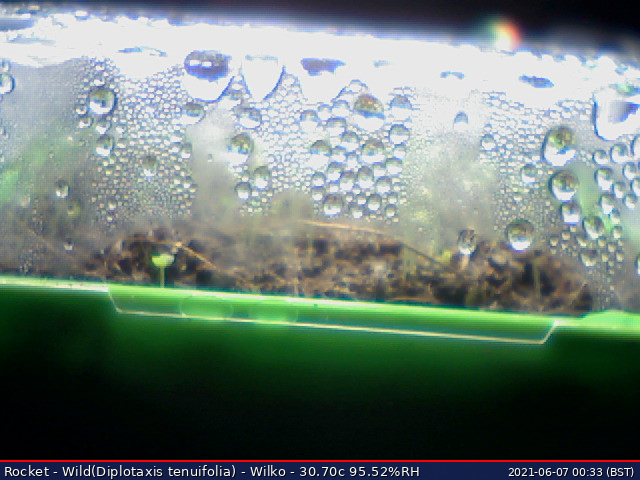 Rocket - Wild(Diplotaxis tenuifolia) - Wilko - 30.70c 95.52%RH
2021-06-07 00:33 (BST)